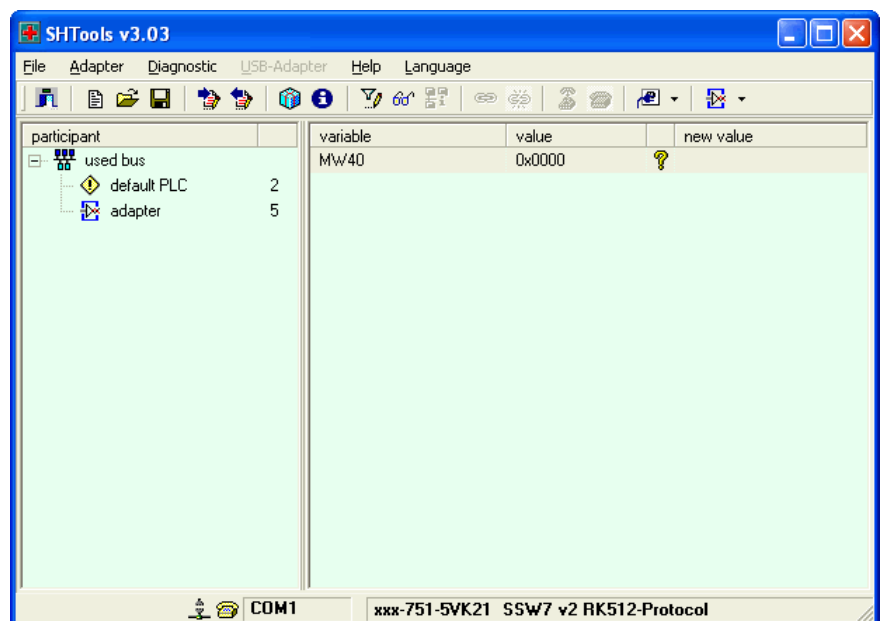 SHTools v3.03
File Adapter Diagnostic USB-Adapter Help Language
participant variable value new value
used bus MW40 0x0000
default PLC 2
adapter 5
COM1 xxx-751-5VK21 SSW7 v2 RK512-Protocol